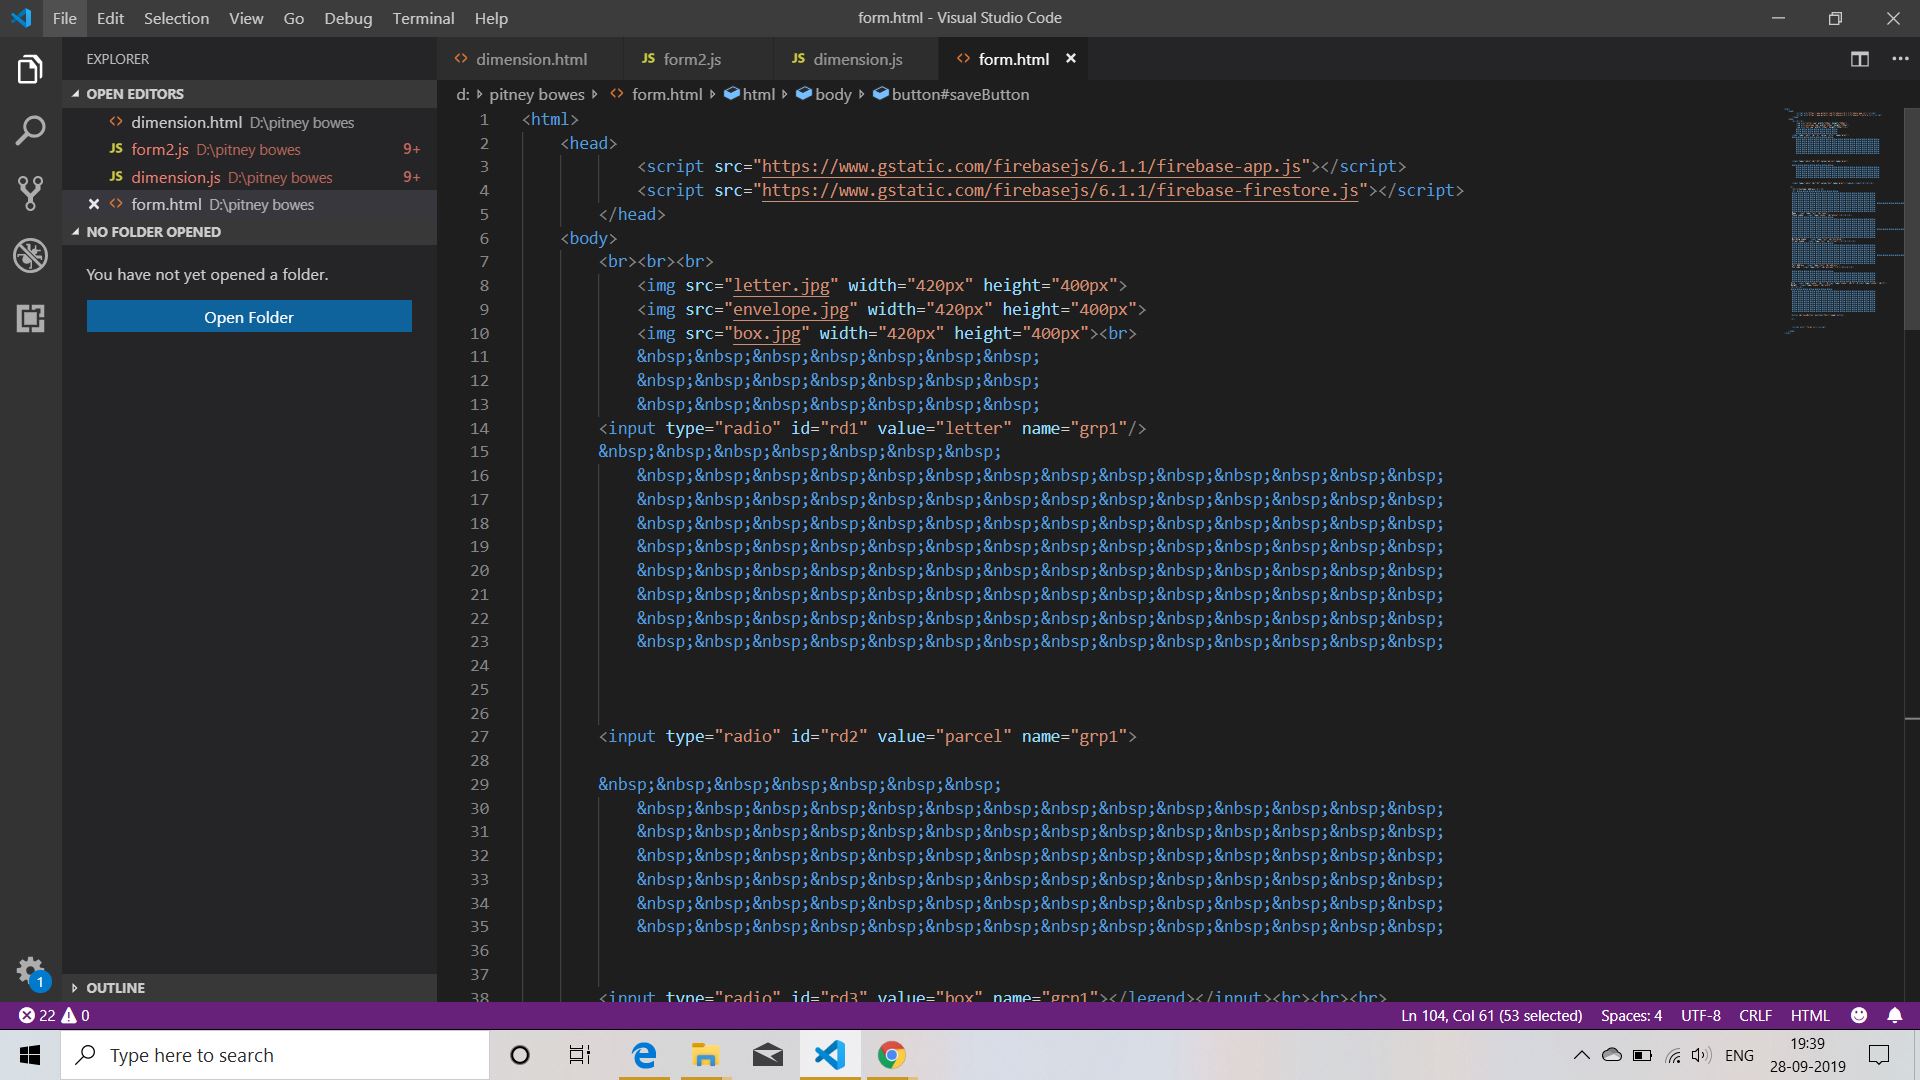 File Edit Selection View Go Debug Terminal Help form.html - Visual Studio Code
EXPLORER
OPEN EDITORS
dimension.html D:\pitney bowes
form2.js D:\pitney bowes 9+
dimension.js D:\pitney bowes 9+
form.html D:\pitney bowes
NO FOLDER OPENED
You have not yet opened a folder.
Open Folder
OUTLINE
1
dimension.html JS form2.js JS dimension.js form.html
d: pitney bowes form.html html body button#saveButton
1 <html>
2 <head>
3 <script src="https://www.gstatic.com/firebasejs/6.1.1/firebase-app.js"></script>
4 <script src="https://www.gstatic.com/firebasejs/6.1.1/firebase-firestore.js"></script>
5 </head>
6 <body>
7 <br><br><br>
8 <img src="letter.jpg" width="420px" height="400px">
9 <img src="envelope.jpg" width="420px" height="400px">
10 <img src="box.jpg" width="420px" height="400px"><br>
11 &nbsp;&nbsp;&nbsp;&nbsp;&nbsp;&nbsp;&nbsp;
12 &nbsp;&nbsp;&nbsp;&nbsp;&nbsp;&nbsp;&nbsp;
13 &nbsp;&nbsp;&nbsp;&nbsp;&nbsp;&nbsp;&nbsp;
14 <input type="radio" id="rd1" value="letter" name="grp1"/>
15 &nbsp;&nbsp;&nbsp;&nbsp;&nbsp;&nbsp;&nbsp;
16 &nbsp;&nbsp;&nbsp;&nbsp;&nbsp;&nbsp;&nbsp;&nbsp;&nbsp;&nbsp;&nbsp;&nbsp;&nbsp;&nbsp;
17 &nbsp;&nbsp;&nbsp;&nbsp;&nbsp;&nbsp;&nbsp;&nbsp;&nbsp;&nbsp;&nbsp;&nbsp;&nbsp;&nbsp;
18 &nbsp;&nbsp;&nbsp;&nbsp;&nbsp;&nbsp;&nbsp;&nbsp;&nbsp;&nbsp;&nbsp;&nbsp;&nbsp;&nbsp;
19 &nbsp;&nbsp;&nbsp;&nbsp;&nbsp;&nbsp;&nbsp;&nbsp;&nbsp;&nbsp;&nbsp;&nbsp;&nbsp;&nbsp;
20 &nbsp;&nbsp;&nbsp;&nbsp;&nbsp;&nbsp;&nbsp;&nbsp;&nbsp;&nbsp;&nbsp;&nbsp;&nbsp;&nbsp;
21 &nbsp;&nbsp;&nbsp;&nbsp;&nbsp;&nbsp;&nbsp;&nbsp;&nbsp;&nbsp;&nbsp;&nbsp;&nbsp;&nbsp;
22 &nbsp;&nbsp;&nbsp;&nbsp;&nbsp;&nbsp;&nbsp;&nbsp;&nbsp;&nbsp;&nbsp;&nbsp;&nbsp;&nbsp;
23 &nbsp;&nbsp;&nbsp;&nbsp;&nbsp;&nbsp;&nbsp;&nbsp;&nbsp;&nbsp;&nbsp;&nbsp;&nbsp;&nbsp;
24
25
26
27 <input type="radio" id="rd2" value="parcel" name="grp1">
28
29 &nbsp;&nbsp;&nbsp;&nbsp;&nbsp;&nbsp;&nbsp;
30 &nbsp;&nbsp;&nbsp;&nbsp;&nbsp;&nbsp;&nbsp;&nbsp;&nbsp;&nbsp;&nbsp;&nbsp;&nbsp;&nbsp;
31 &nbsp;&nbsp;&nbsp;&nbsp;&nbsp;&nbsp;&nbsp;&nbsp;&nbsp;&nbsp;&nbsp;&nbsp;&nbsp;&nbsp;
32 &nbsp;&nbsp;&nbsp;&nbsp;&nbsp;&nbsp;&nbsp;&nbsp;&nbsp;&nbsp;&nbsp;&nbsp;&nbsp;&nbsp;
33 &nbsp;&nbsp;&nbsp;&nbsp;&nbsp;&nbsp;&nbsp;&nbsp;&nbsp;&nbsp;&nbsp;&nbsp;&nbsp;&nbsp;
34 &nbsp;&nbsp;&nbsp;&nbsp;&nbsp;&nbsp;&nbsp;&nbsp;&nbsp;&nbsp;&nbsp;&nbsp;&nbsp;&nbsp;
35 &nbsp;&nbsp;&nbsp;&nbsp;&nbsp;&nbsp;&nbsp;&nbsp;&nbsp;&nbsp;&nbsp;&nbsp;&nbsp;&nbsp;
36
37
38 <input type="radio" id="rd3" value="box" name="grp1"></legend></input><br><br><br>
22 0 Ln 104, Col 61 (53 selected) Spaces: 4 UTF-8 CRLF HTML
Type here to search ENG 19:39
28-09-2019